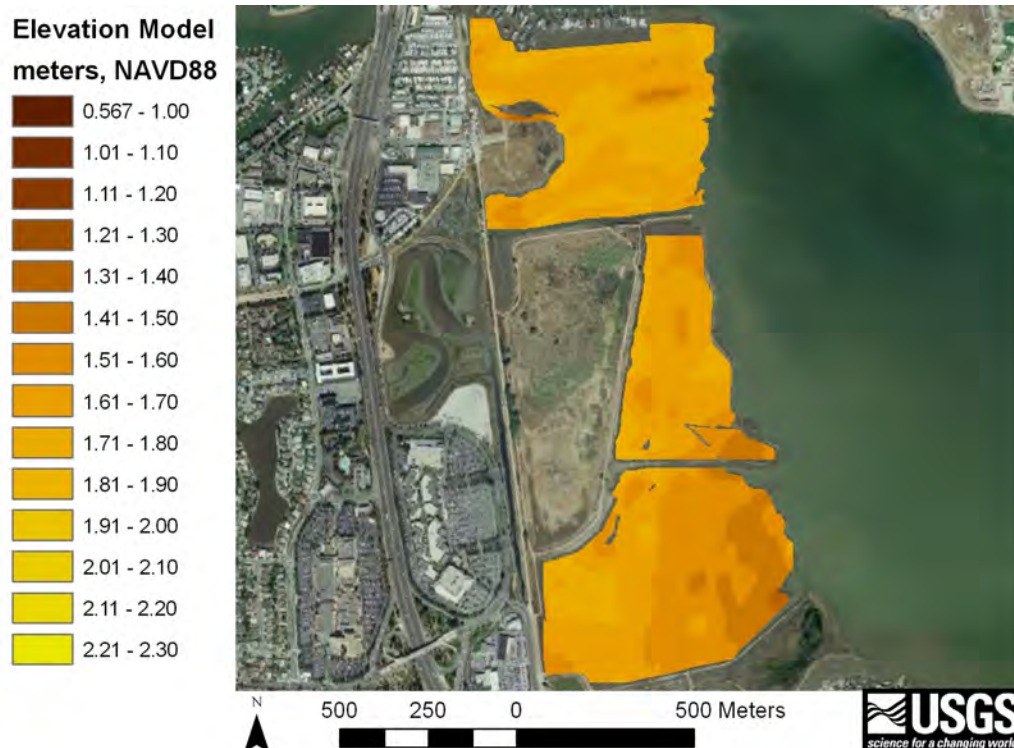 Elevation Model
meters, NAVD88
0.567 - 1.00
1.01 - 1.10
1.11 - 1.20
1.21 - 1.30
1.31 - 1.40
1.41 - 1.50
1.51 - 1.60
1.61 - 1.70
1.71 - 1.80
1.81 - 1.90
1.91 - 2.00
2.01 - 2.10
2.11 - 2.20
2.21 - 2.30
N
500 250 0 500 Meters
USGS
science for a changing world